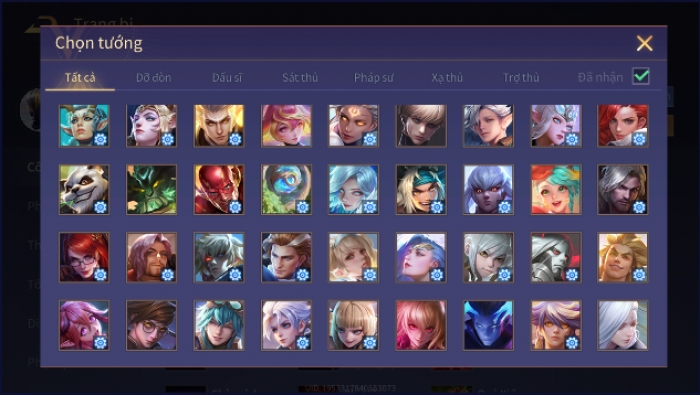 Trang bị
Chọn tướng
Tất cả
Đỡ đòn
Đấu sĩ
Sát thủ
Pháp sư
Xạ thủ
Trợ thủ
Đã nhận